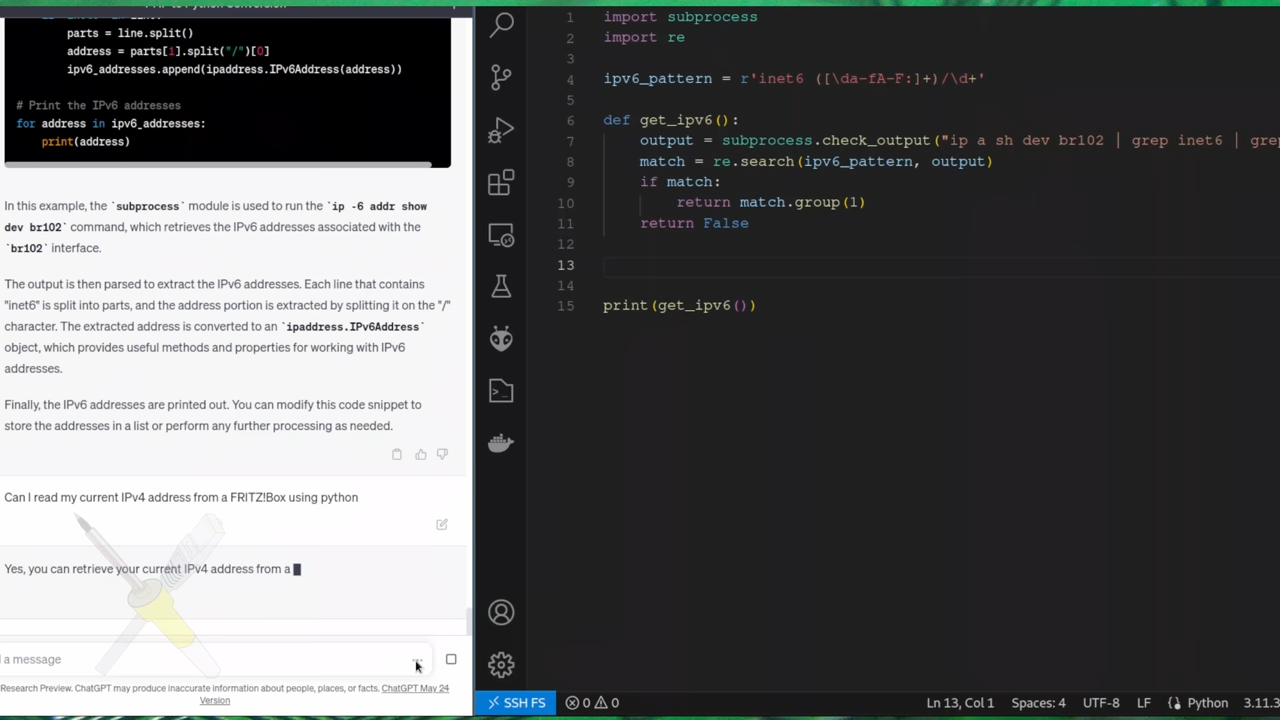 parts = line.split()
address = parts[1].split("/")[0]
ipv6_addresses.append(ipaddress.IPv6Address(address))
# Print the IPv6 addresses
for address in ipv6_addresses:
print(address)
In this example, the `subprocess` module is used to run the `ip -6 addr show
dev br102` command, which retrieves the IPv6 addresses associated with the
`br102` interface.
The output is then parsed to extract the IPv6 addresses. Each line that contains
"inet6" is split into parts, and the address portion is extracted by splitting it on the "/"
character. The extracted address is converted to an `ipaddress.IPv6Address`
object, which provides useful methods and properties for working with IPv6
addresses.
Finally, the IPv6 addresses are printed out. You can modify this code snippet to
store the addresses in a list or perform any further processing as needed.
Can I read my current IPv4 address from a FRITZ!Box using python
Yes, you can retrieve your current IPv4 address from a
a message
Research Preview. ChatGPT may produce inaccurate information about people, places, or facts. ChatGPT May 24
Version
1 import subprocess
2 import re
3
4 ipv6_pattern = r'inet6 ([\da-fA-F:]+)/\d+'
5
6 def get_ipv6():
7 output = subprocess.check_output("ip a sh dev br102 | grep inet6 | grep
8 match = re.search(ipv6_pattern, output)
9 if match:
10 return match.group(1)
11 return False
12
13
14
15 print(get_ipv6())
SSH FS 0 0 Ln 13, Col 1 Spaces: 4 UTF-8 LF Python 3.11.3